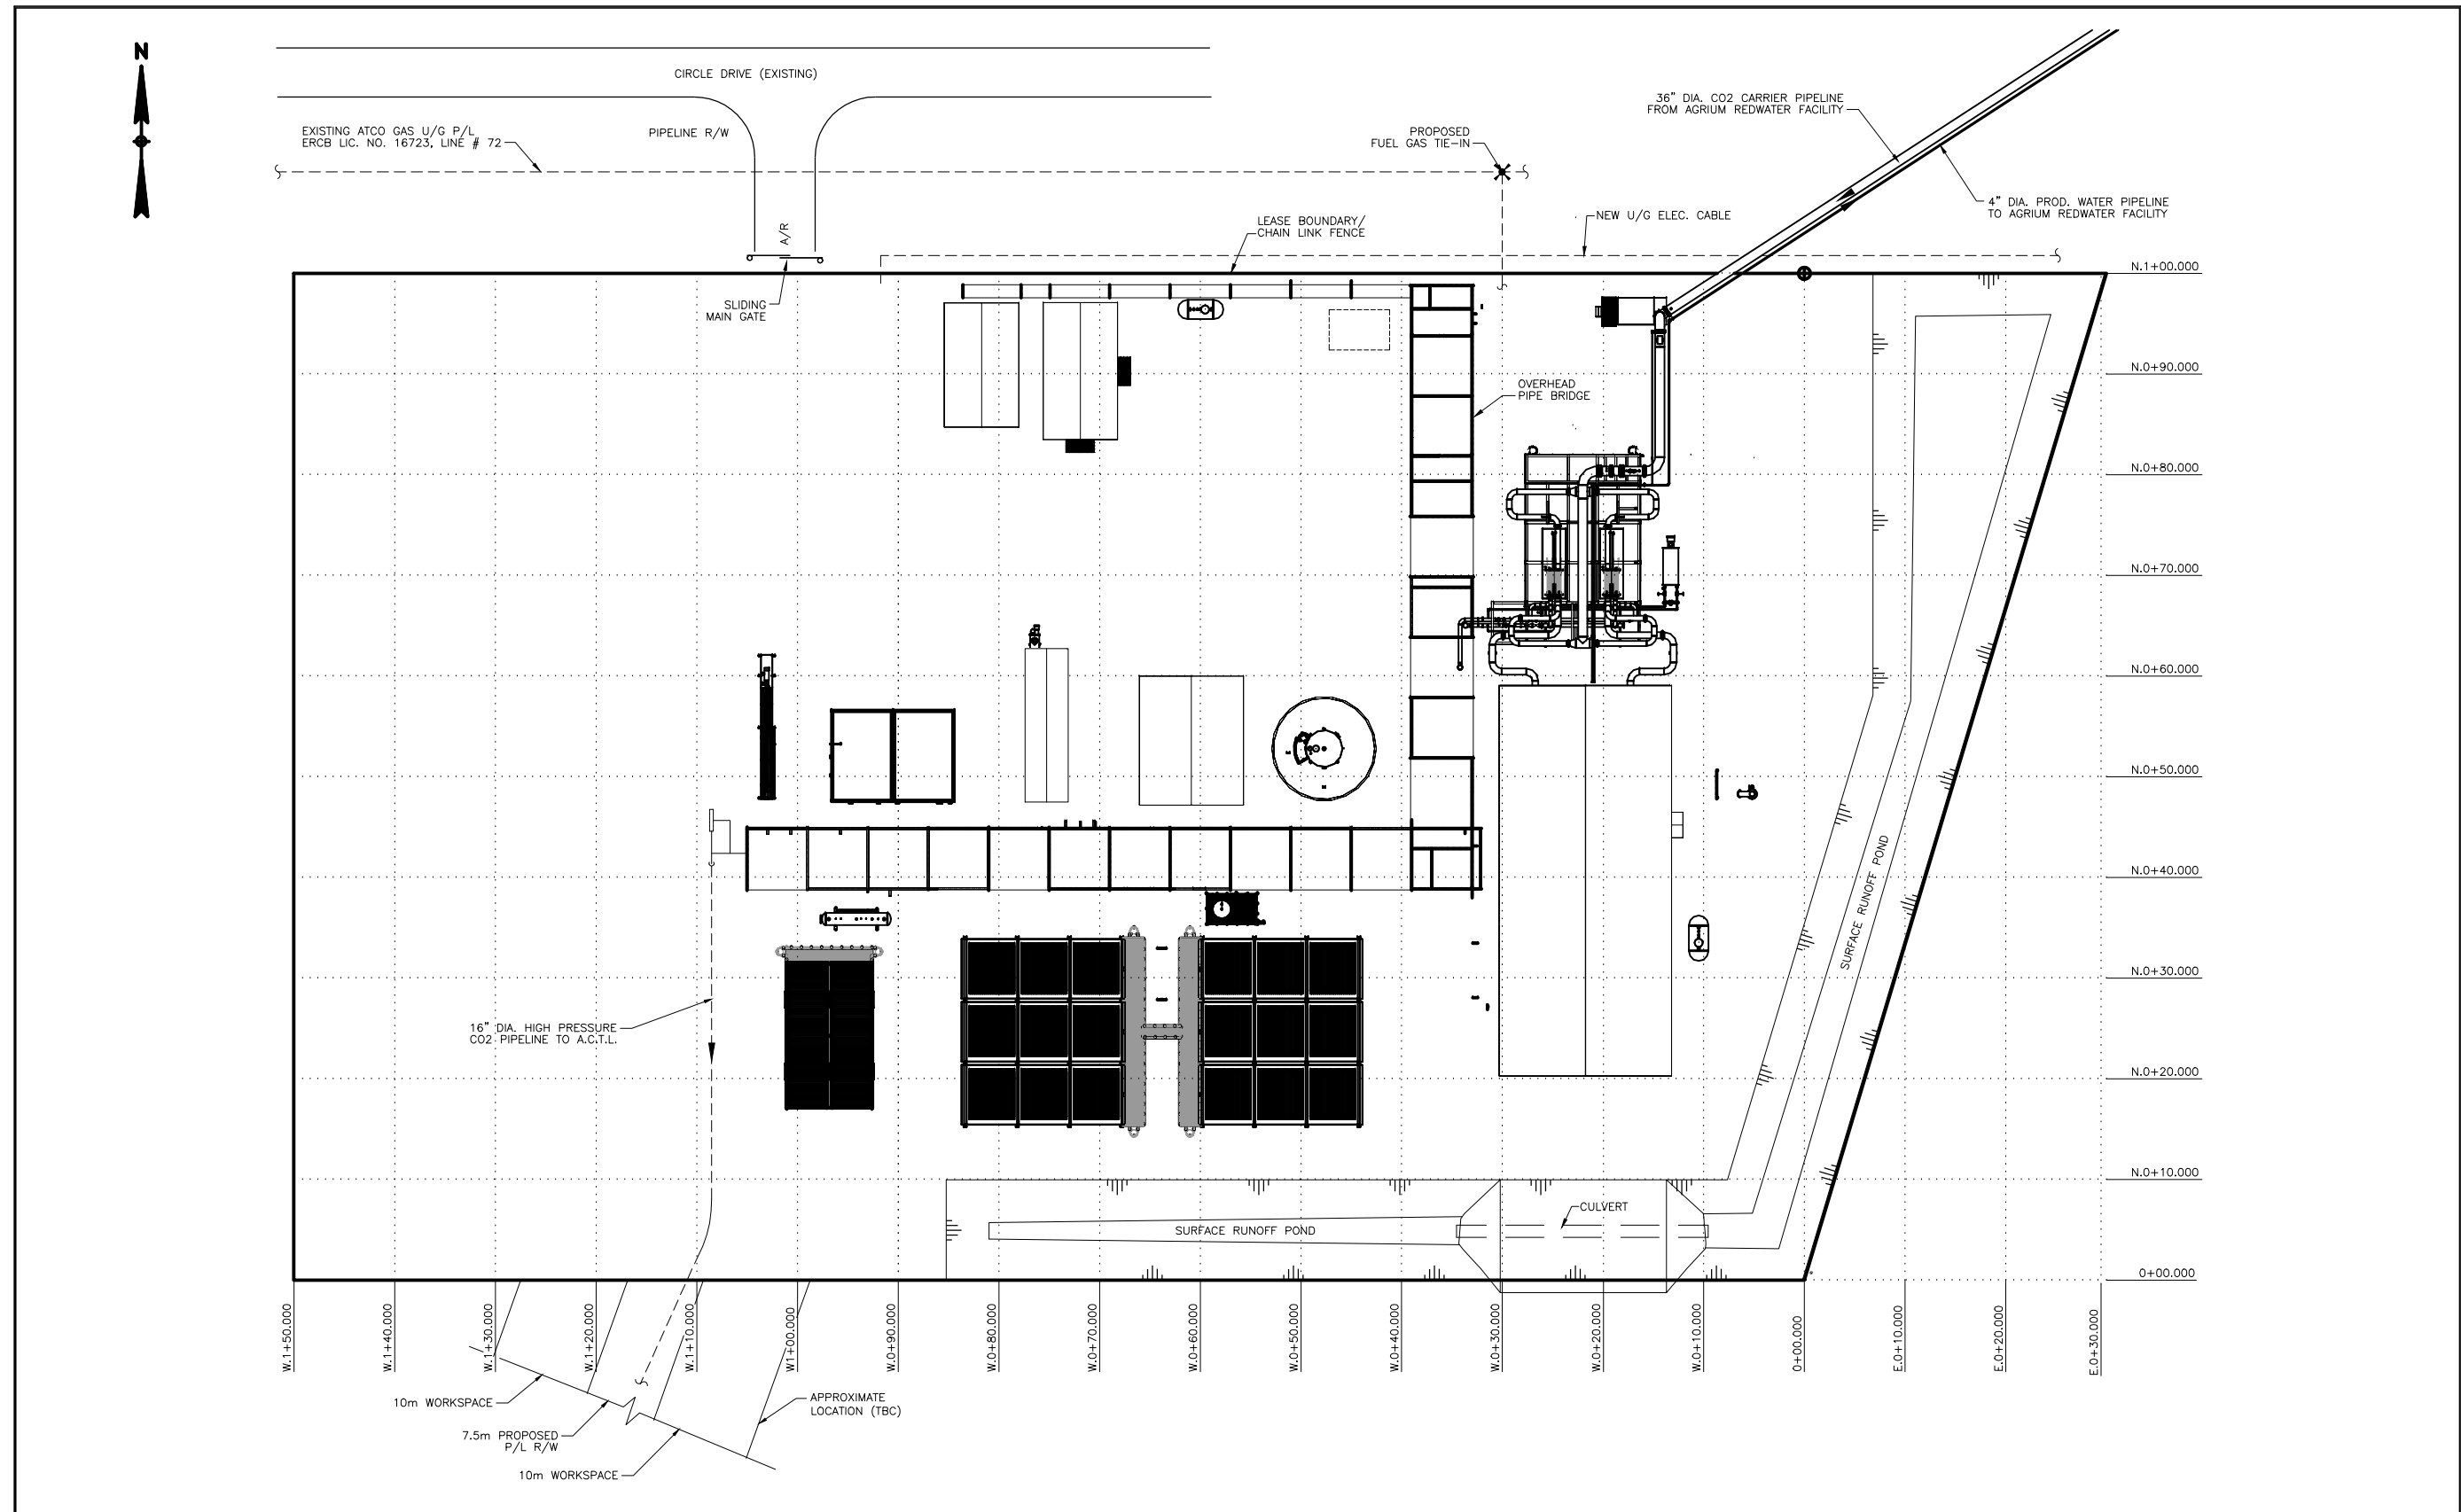 N
CIRCLE DRIVE (EXISTING)
36" DIA. CO2 CARRIER PIPELINE
FROM AGRIUM REDWATER FACILITY
EXISTING ATCO GAS U/G P/L
ERCB LIC. NO. 16723, LINE # 72
PIPELINE R/W
PROPOSED
FUEL GAS TIE-IN
4" DIA. PROD. WATER PIPELINE
TO AGRIUM REDWATER FACILITY
A/R
LEASE BOUNDARY/
CHAIN LINK FENCE
NEW U/G ELEC. CABLE
SLIDING
MAIN GATE
N.1+00.000
N.0+90.000
OVERHEAD
PIPE BRIDGE
N.0+80.000
N.0+70.000
N.0+60.000
N.0+50.000
N.0+40.000
SURFACE RUNOFF POND
N.0+30.000
16" DIA. HIGH PRESSURE
CO2 PIPELINE TO A.C.T.L.
N.0+20.000
N.0+10.000
CULVERT
SURFACE RUNOFF POND
0+00.000
W.1+50.000
W.1+40.000
W.1+30.000
W.1+20.000
W.1+10.000
W1+00.000
W.0+90.000
W.0+80.000
W.0+70.000
W.0+60.000
W.0+50.000
W.0+40.000
W.0+30.000
W.0+20.000
W.0+10.000
0+00.000
E.0+10.000
E.0+20.000
E.0+30.000
10m WORKSPACE
APPROXIMATE
LOCATION (TBC)
7.5m PROPOSED
P/L R/W
10m WORKSPACE